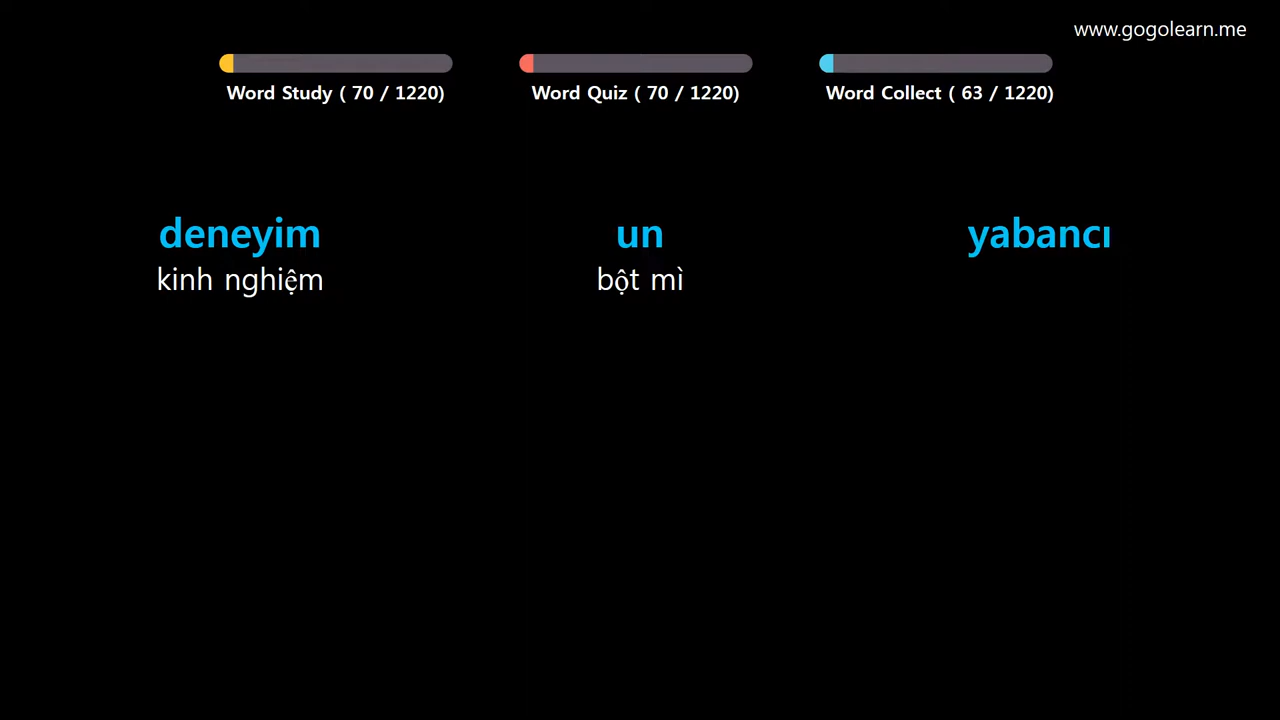 www.gogolearn.me
Word Study ( 70 / 1220)
Word Quiz ( 70 / 1220)
Word Collect ( 63 / 1220)
deneyim
kinh nghiệm
un
bột mì
yabancı